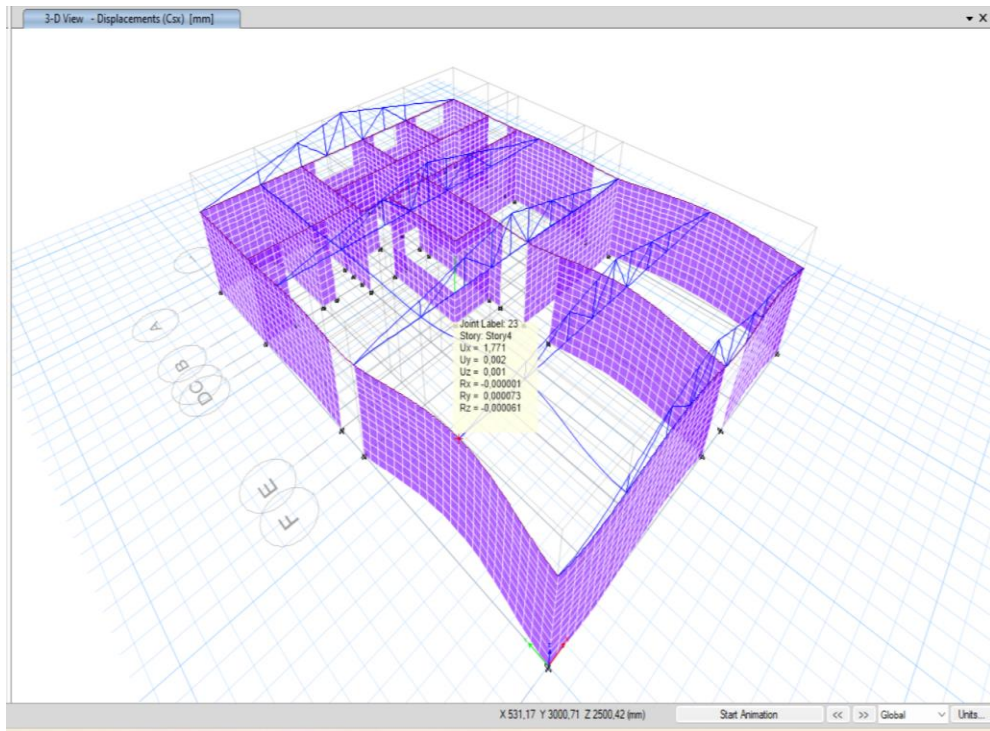 3-D View - Displacements (Csx) [mm]
A
B
C
D
E
F
Joint Label: 23
Story: Story4
Ux = 1,771
Uy = 0,002
Uz = 0,001
Rx = -0,000001
Ry = 0,000073
Rz = -0,000061
X 531,17 Y 3000,71 Z 2500,42 (mm)
Start Animation
<<
>>
Global
Units...